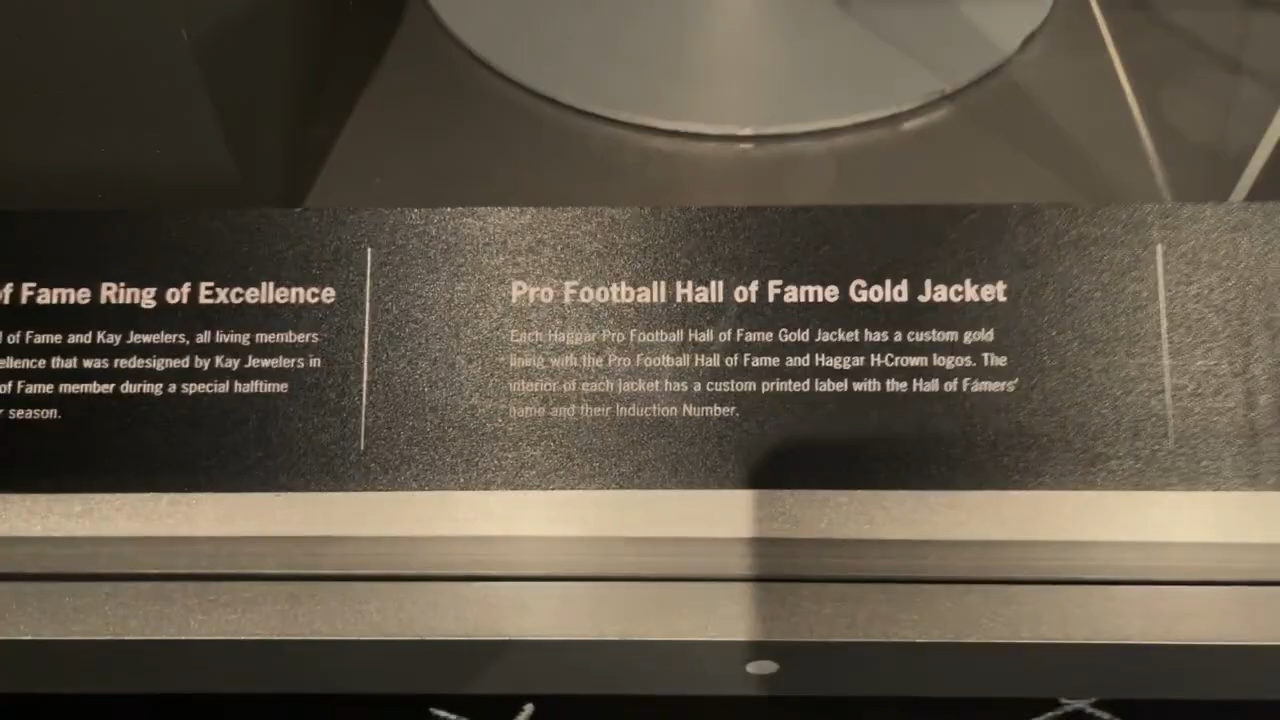 of Fame Ring of Excellence
of Fame and Kay Jewelers, all living members
ellence that was redesigned by Kay Jewelers in
of Fame member during a special halftime
season.
Pro Football Hall of Fame Gold Jacket
Each Haggar Pro Football Hall of Fame Gold Jacket has a custom gold
lining with the Pro Football Hall of Fame and Haggar H-Crown logos. The
interior of each jacket has a custom printed label with the Hall of Famers'
name and their Induction Number.